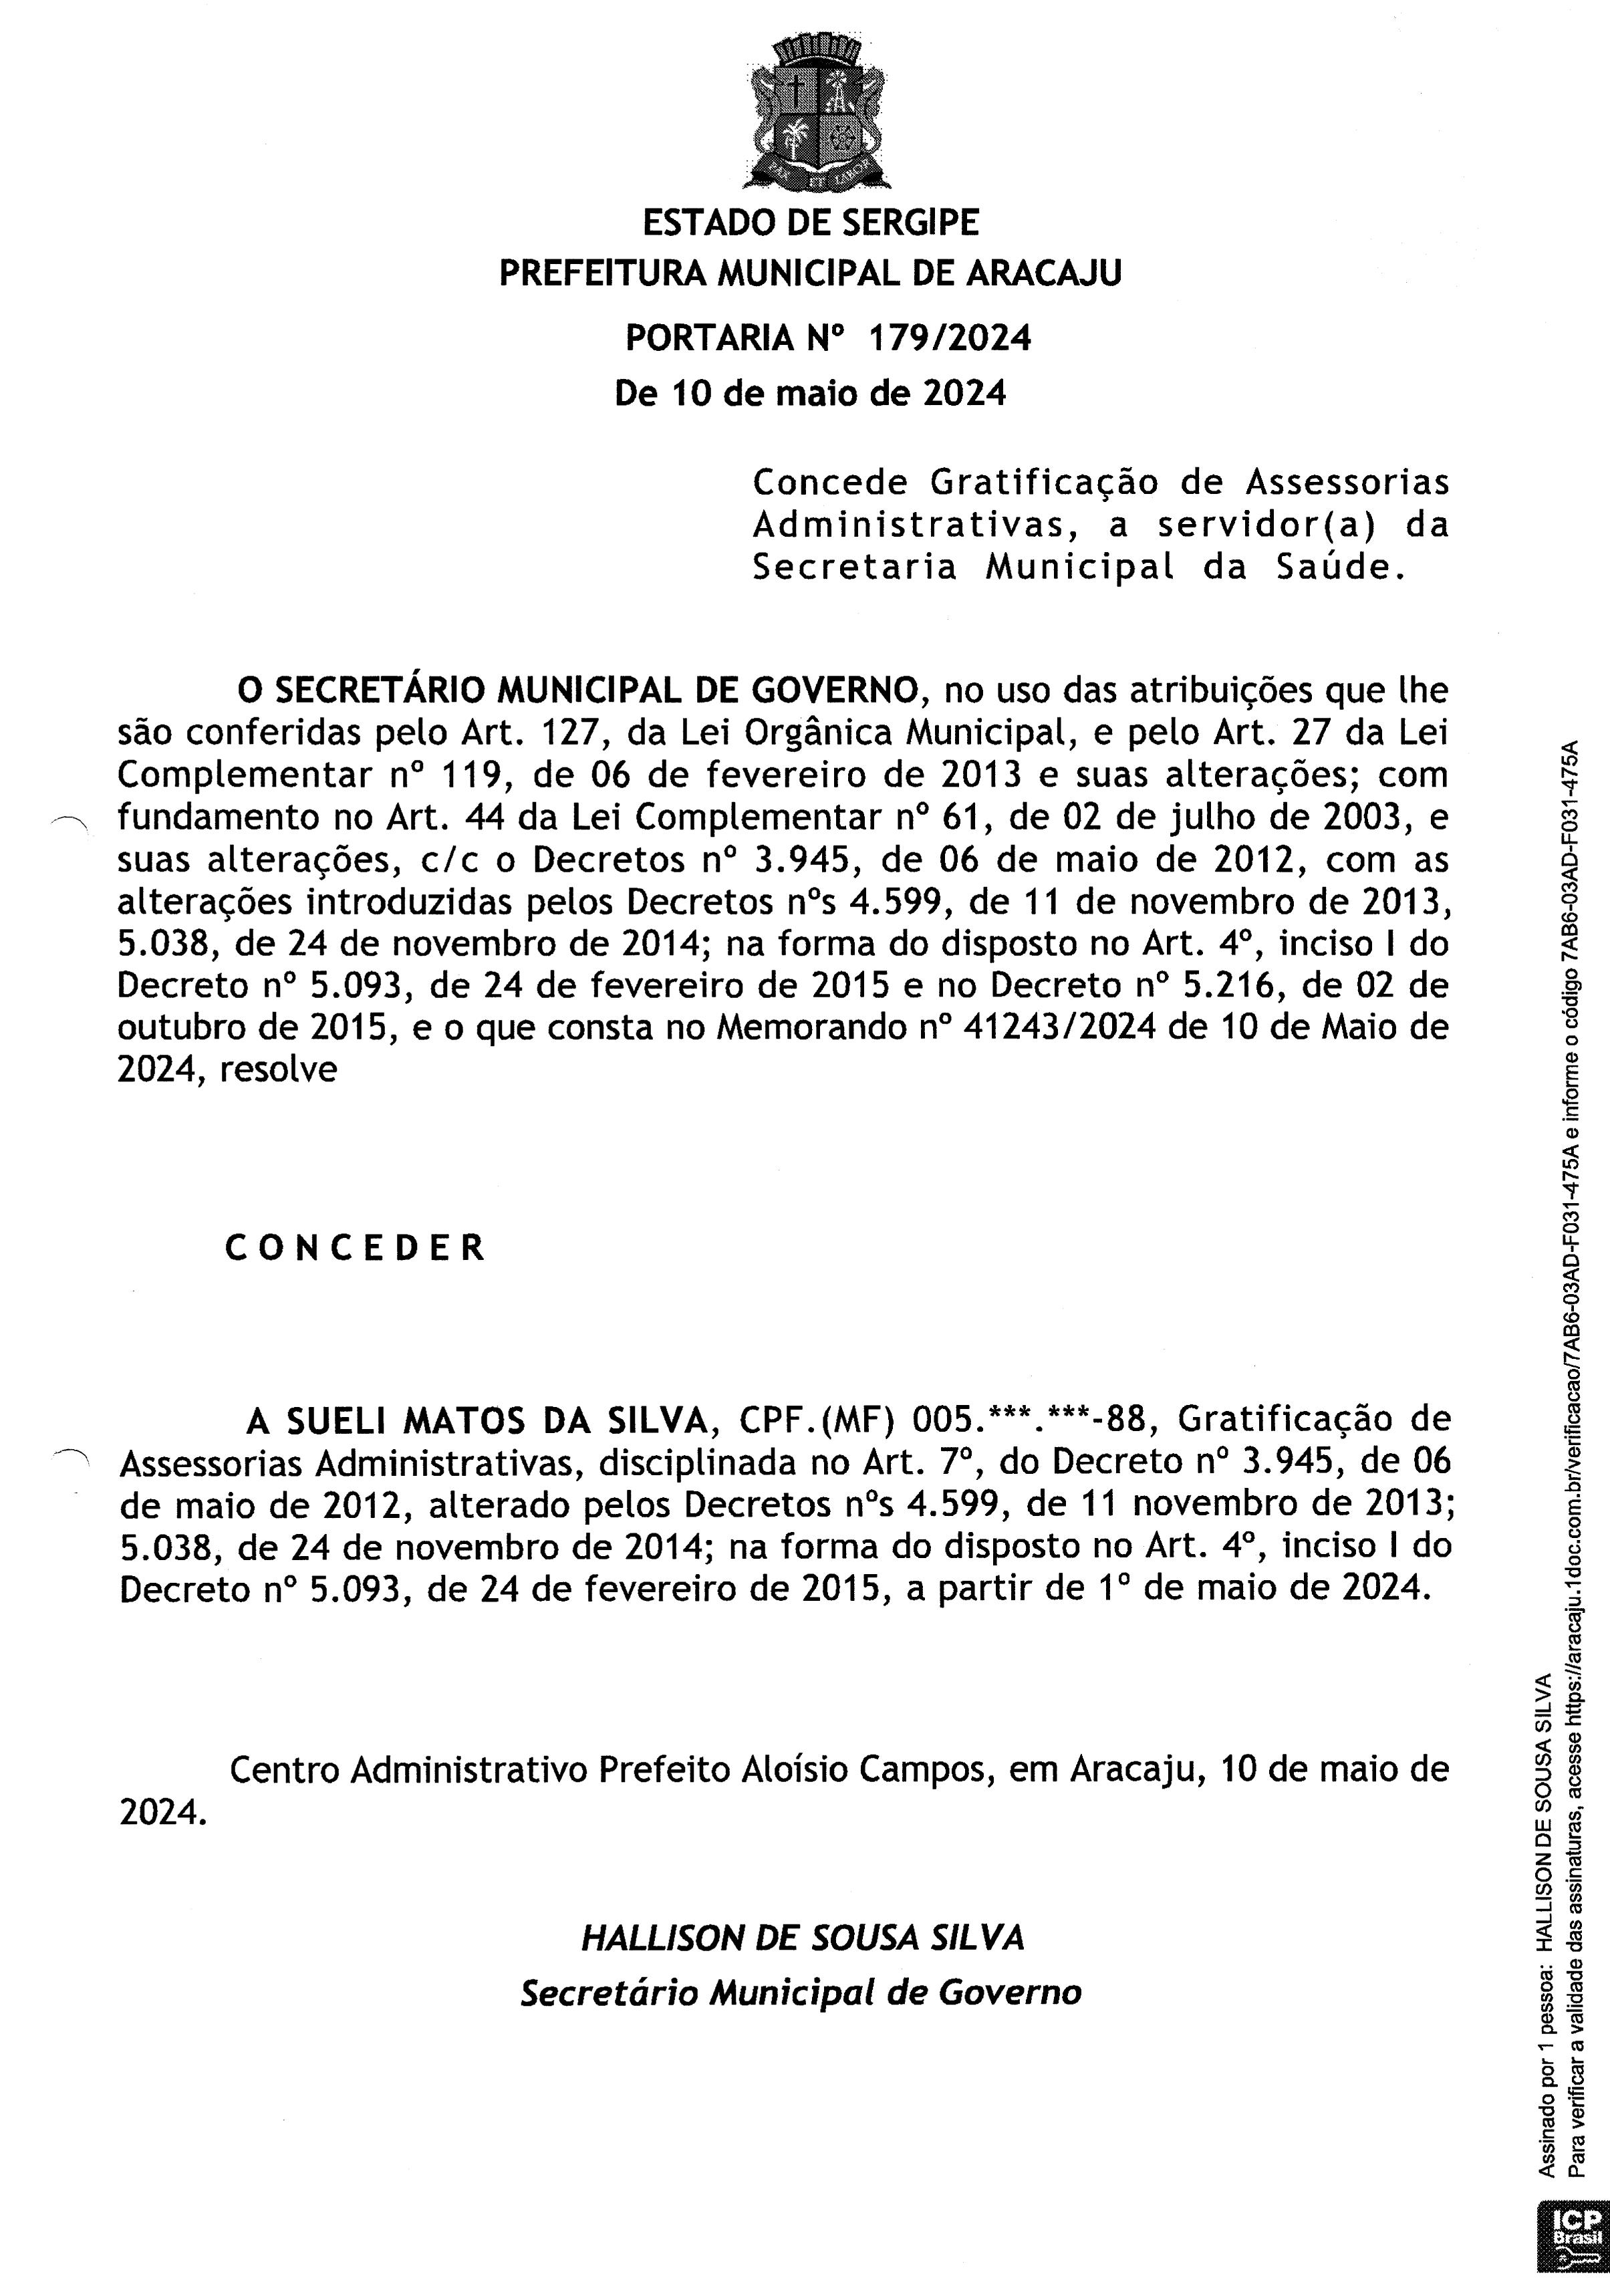 PAX ET LABOR
ESTADO DE SERGIPE
PREFEITURA MUNICIPAL DE ARACAJU
PORTARIA Nº 179/2024
De 10 de maio de 2024
Concede Gratificação de Assessorias
Administrativas, a servidor(a) da
Secretaria Municipal da Saúde.
O SECRETÁRIO MUNICIPAL DE GOVERNO, no uso das atribuições que lhe
são conferidas pelo Art. 127, da Lei Orgânica Municipal, e pelo Art. 27 da Lei
Complementar nº 119, de 06 de fevereiro de 2013 e suas alterações; com
fundamento no Art. 44 da Lei Complementar nº 61, de 02 de julho de 2003, e
suas alterações, c/c o Decretos nº 3.945, de 06 de maio de 2012, com as
alterações introduzidas pelos Decretos nºs 4.599, de 11 de novembro de 2013,
5.038, de 24 de novembro de 2014; na forma do disposto no Art. 4º, inciso I do
Decreto nº 5.093, de 24 de fevereiro de 2015 e no Decreto nº 5.216, de 02 de
outubro de 2015, e o que consta no Memorando nº 41243/2024 de 10 de Maio de
2024, resolve
C O N C E D E R
A SUELI MATOS DA SILVA, CPF.(MF) 005.***.***-88, Gratificação de
Assessorias Administrativas, disciplinada no Art. 7º, do Decreto nº 3.945, de 06
de maio de 2012, alterado pelos Decretos nºs 4.599, de 11 novembro de 2013;
5.038, de 24 de novembro de 2014; na forma do disposto no Art. 4º, inciso I do
Decreto nº 5.093, de 24 de fevereiro de 2015, a partir de 1º de maio de 2024.
Centro Administrativo Prefeito Aloísio Campos, em Aracaju, 10 de maio de
2024.
HALLISON DE SOUSA SILVA
Secretário Municipal de Governo
Assinado por 1 pessoa: HALLISON DE SOUSA SILVA
Para verificar a validade das assinaturas, acesse https://aracaju.1doc.com.br/verificacao/7AB6-03AD-F031-475A e informe o código 7AB6-03AD-F031-475A
ICP
Brasil